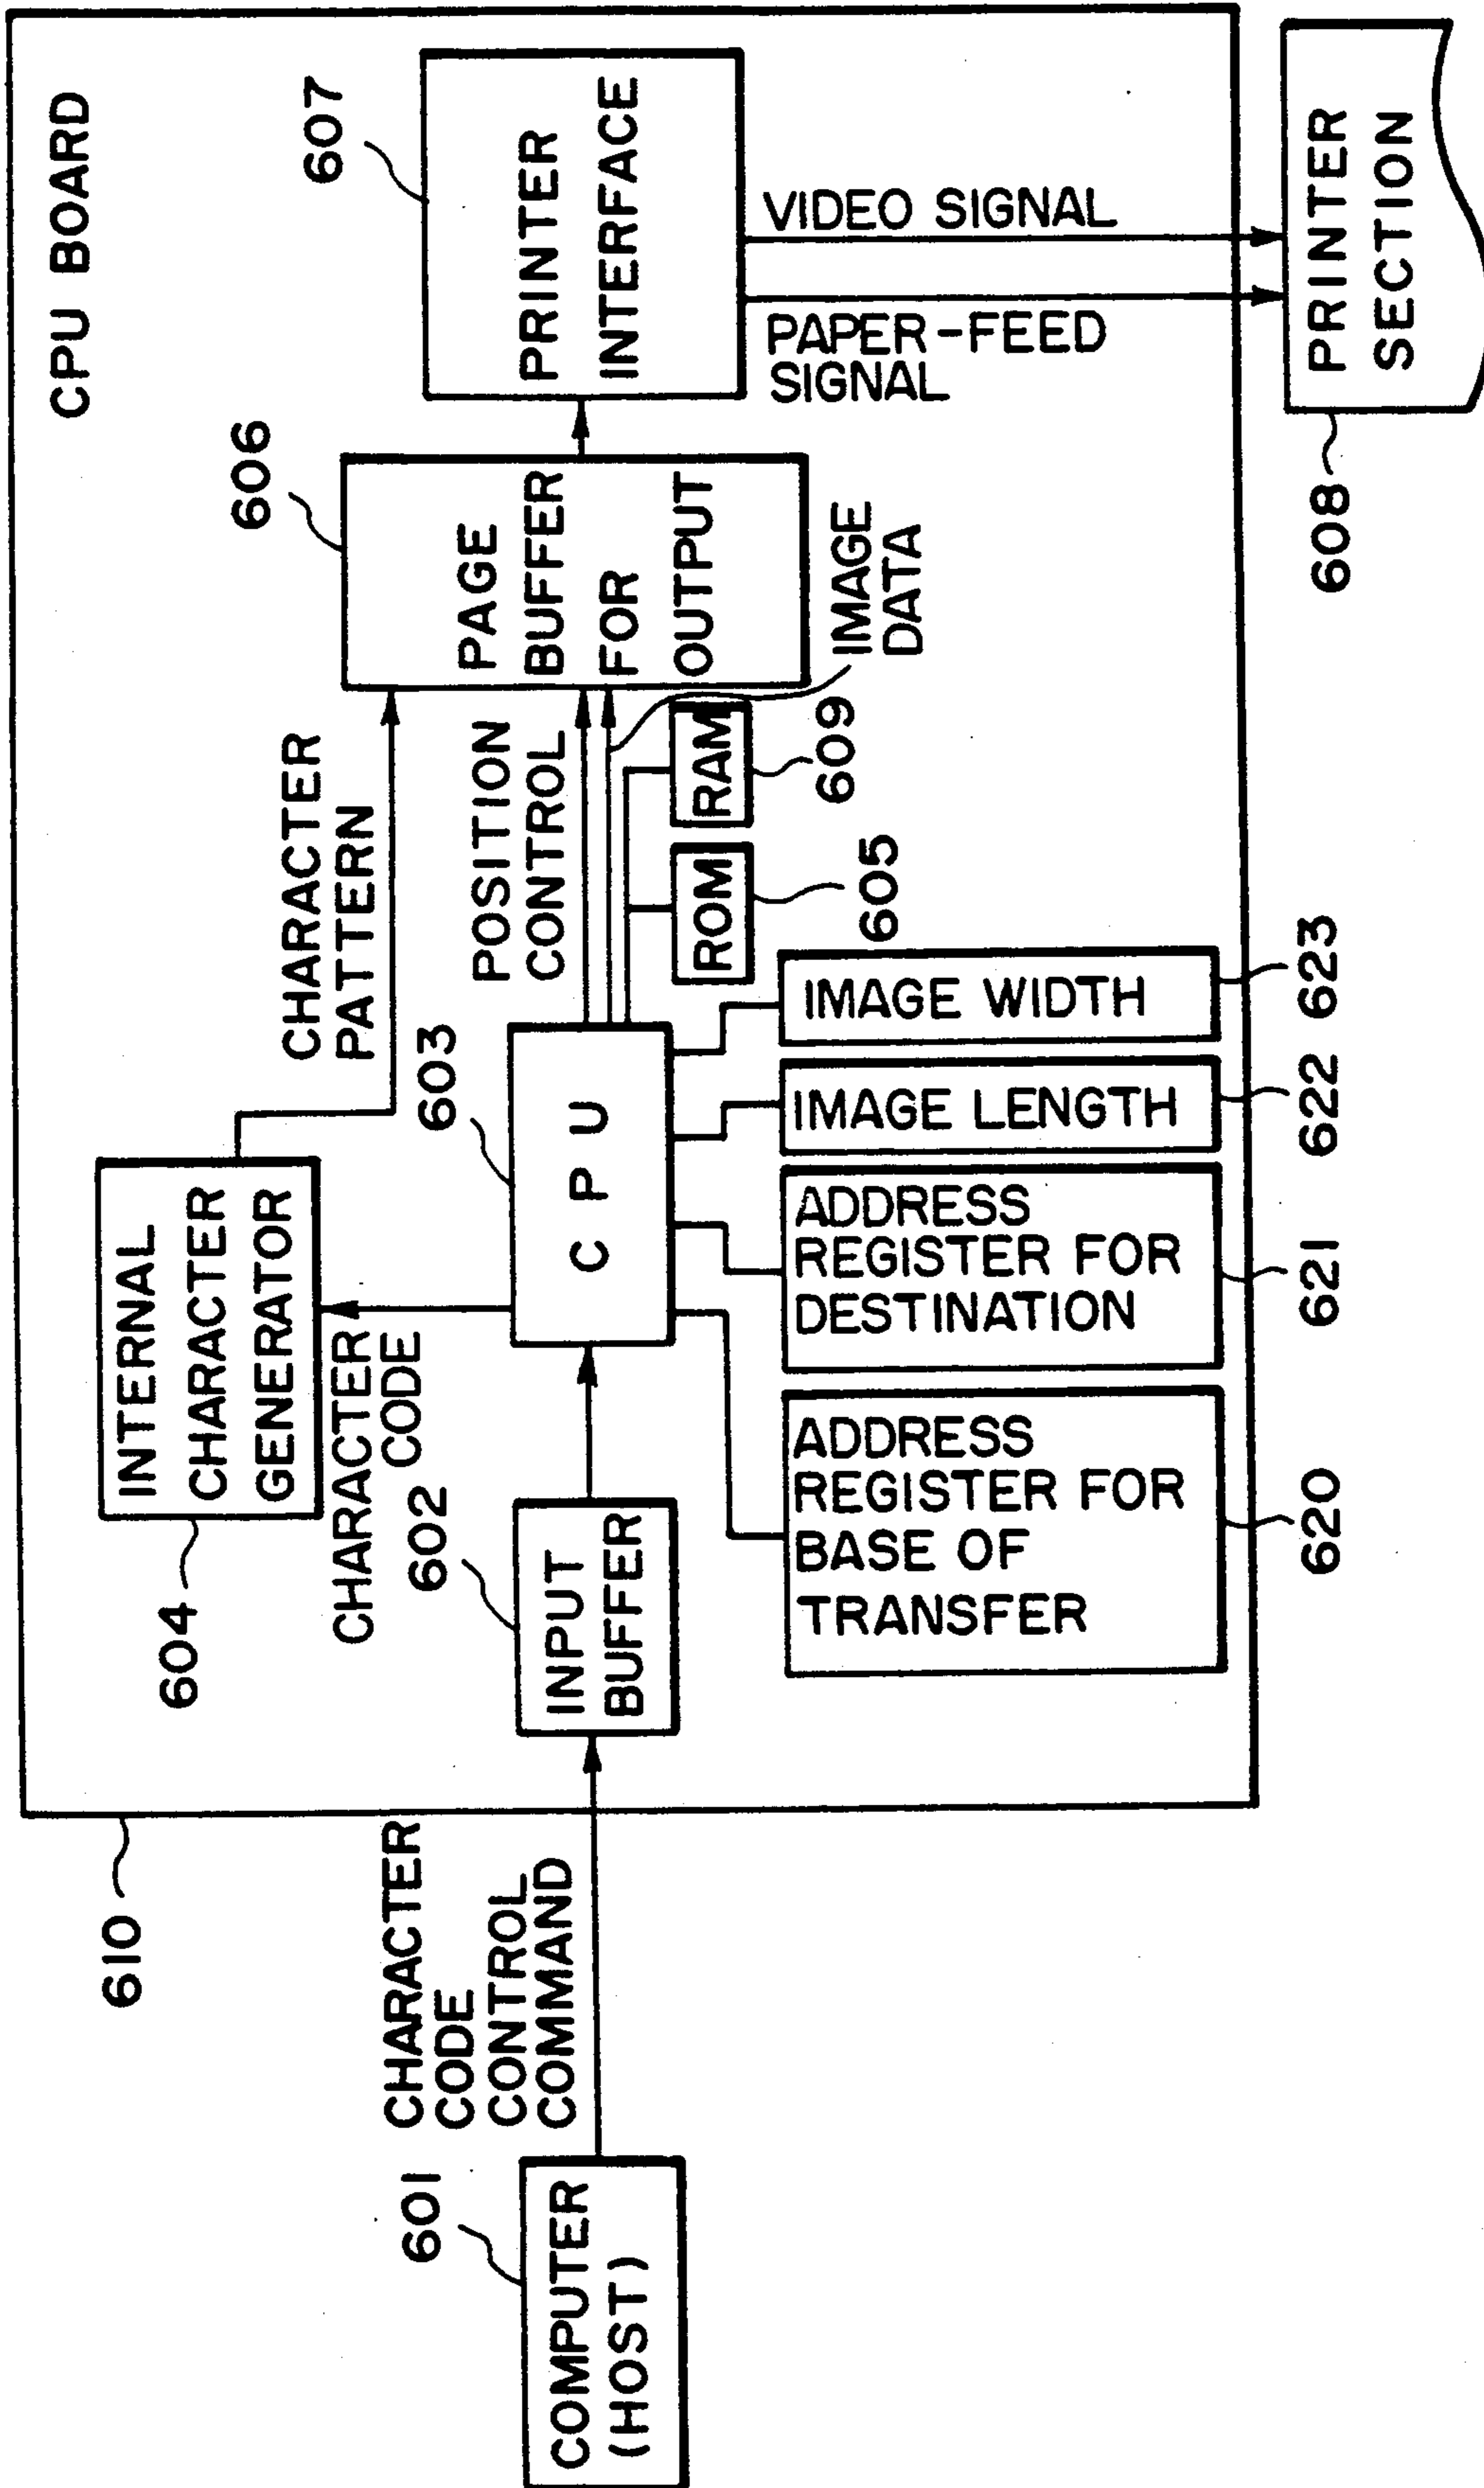 CPU BOARD
610
601
COMPUTER
(HOST)
CHARACTER
CODE
CONTROL
COMMAND
602
INPUT
BUFFER
604
INTERNAL
CHARACTER
GENERATOR
CHARACTER
CODE
603
CPU
CHARACTER
PATTERN
POSITION
CONTROL
606
PAGE
BUFFER
FOR
OUTPUT
IMAGE
DATA
607
PRINTER
INTERFACE
VIDEO SIGNAL
PAPER-FEED
SIGNAL
ROM
605
RAM
609
ADDRESS
REGISTER FOR
BASE OF
TRANSFER
620
ADDRESS
REGISTER FOR
DESTINATION
621
IMAGE LENGTH
622
IMAGE WIDTH
623
608
PRINTER
SECTION